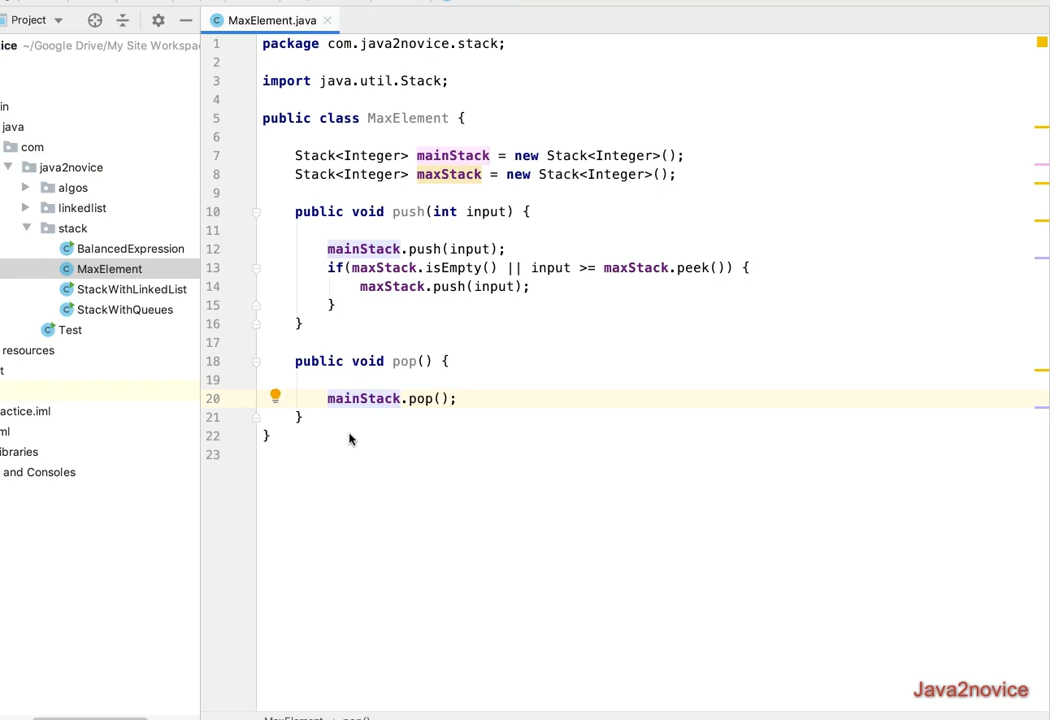 Project
MaxElement.java
ice ~/Google Drive/My Site Workspa
in
java
com
java2novice
algos
linkedlist
stack
BalancedExpression
MaxElement
StackWithLinkedList
StackWithQueues
Test
resources
t
actice.iml
ml
ibraries
and Consoles
1 package com.java2novice.stack;
2
3 import java.util.Stack;
4
5 public class MaxElement {
6
7 Stack<Integer> mainStack = new Stack<Integer>();
8 Stack<Integer> maxStack = new Stack<Integer>();
9
10 public void push(int input) {
11
12 mainStack.push(input);
13 if(maxStack.isEmpty() || input >= maxStack.peek()) {
14 maxStack.push(input);
15 }
16 }
17
18 public void pop() {
19
20 mainStack.pop();
21 }
22 }
23
Java2novice
MaxElement › pop()